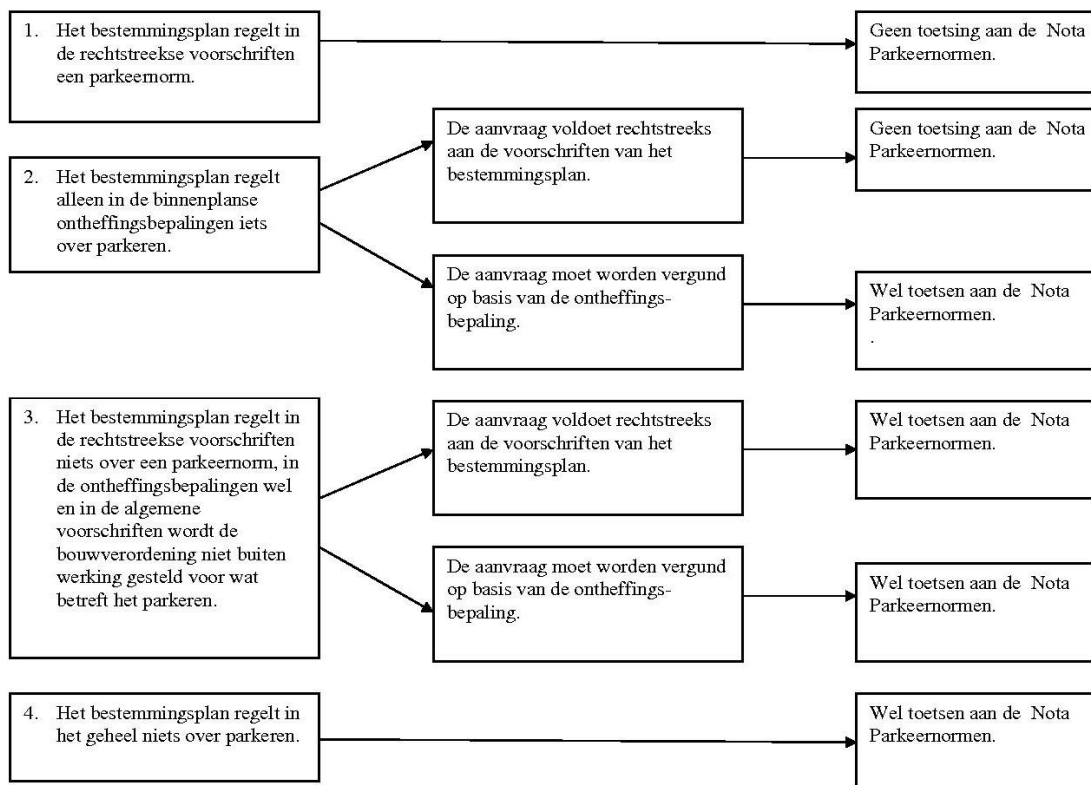 1. Het bestemmingsplan regelt in
de rechtstreekse voorschriften
een parkeernorm.
Geen toetsing aan de Nota
Parkeernormen.
2. Het bestemmingsplan regelt
alleen in de binnenplanse
ontheffingsbepalingen iets
over parkeren.
De aanvraag voldoet rechtstreeks
aan de voorschriften van het
bestemmingsplan.
Geen toetsing aan de Nota
Parkeernormen.
De aanvraag moet worden vergund
op basis van de ontheffings-
bepaling.
Wel toetsen aan de Nota
Parkeernormen.
.
3. Het bestemmingsplan regelt in
de rechtstreekse voorschriften
niets over een parkeernorm, in
de ontheffingsbepalingen wel
en in de algemene
voorschriften wordt de
bouwverordening niet buiten
werking gesteld voor wat
betreft het parkeren.
De aanvraag voldoet rechtstreeks
aan de voorschriften van het
bestemmingsplan.
Wel toetsen aan de Nota
Parkeernormen.
De aanvraag moet worden vergund
op basis van de ontheffings-
bepaling.
Wel toetsen aan de Nota
Parkeernormen.
4. Het bestemmingsplan regelt in
het geheel niets over parkeren.
Wel toetsen aan de Nota
Parkeernormen.